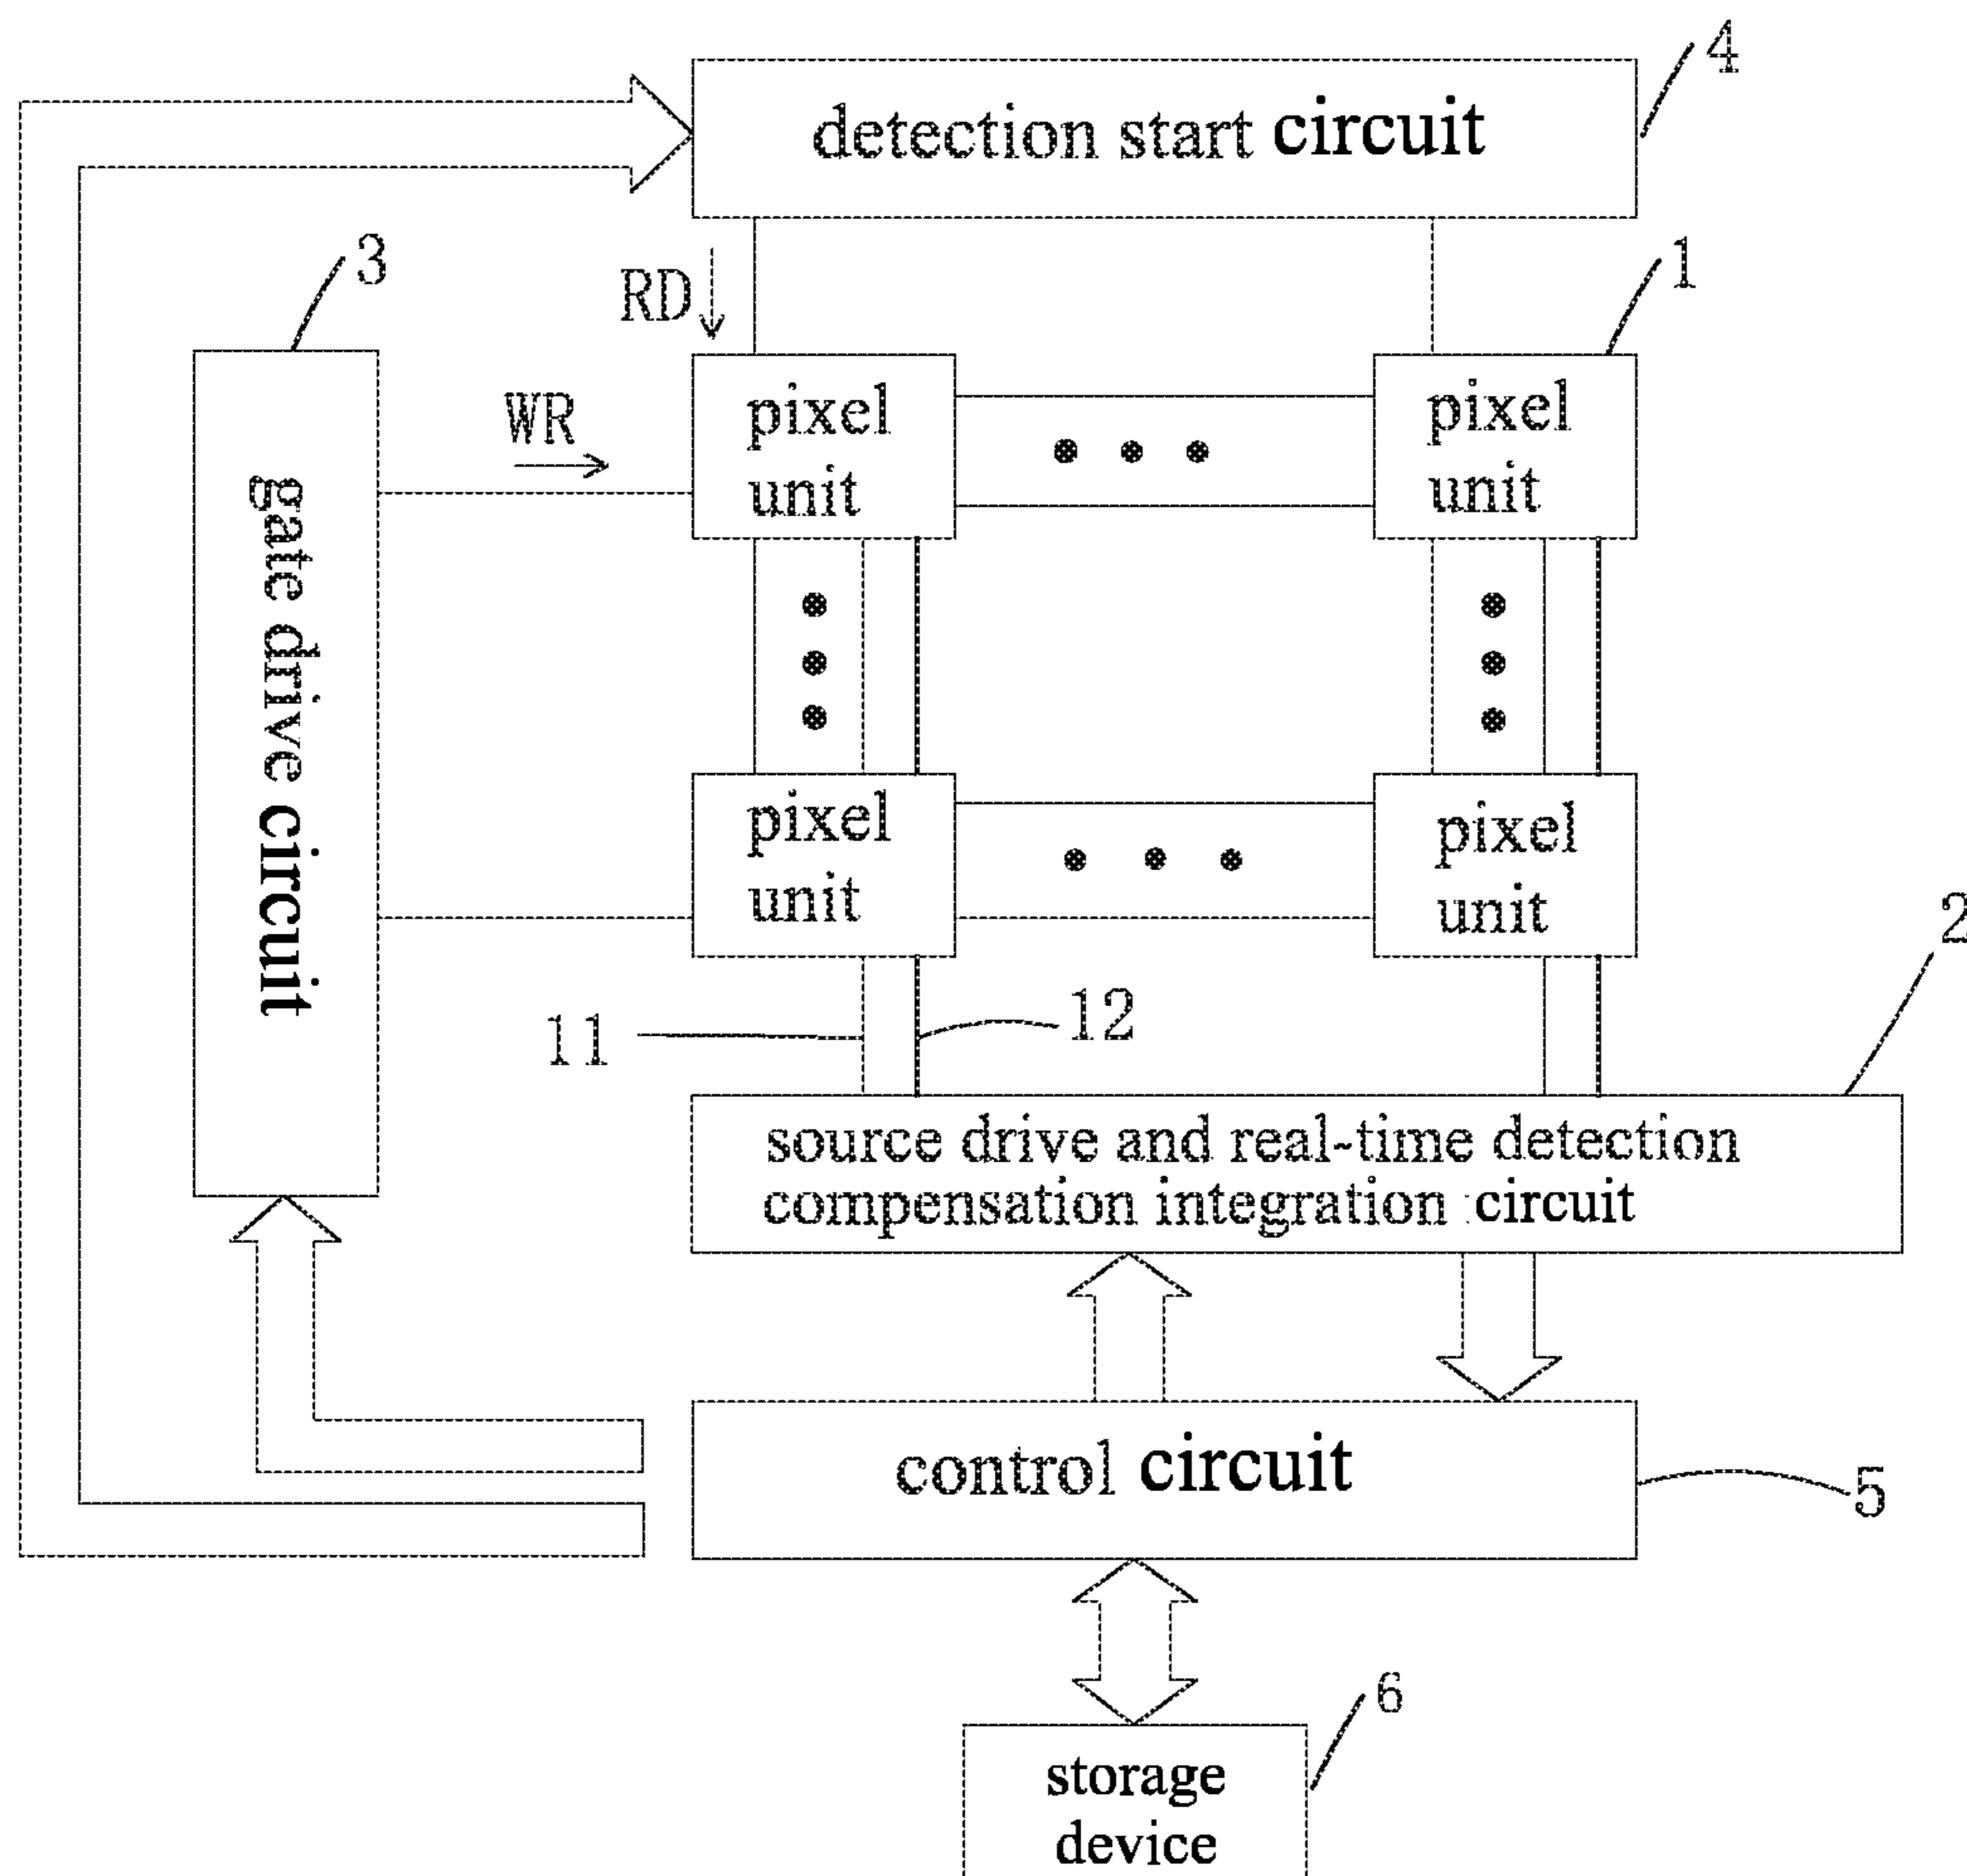 4
detection start circuit
3
RD
1
WR
pixel
unit
pixel
unit
gate drive circuit
pixel
unit
pixel
unit
2
11
12
source drive and real-time detection
compensation integration circuit
control circuit
5
6
storage
device